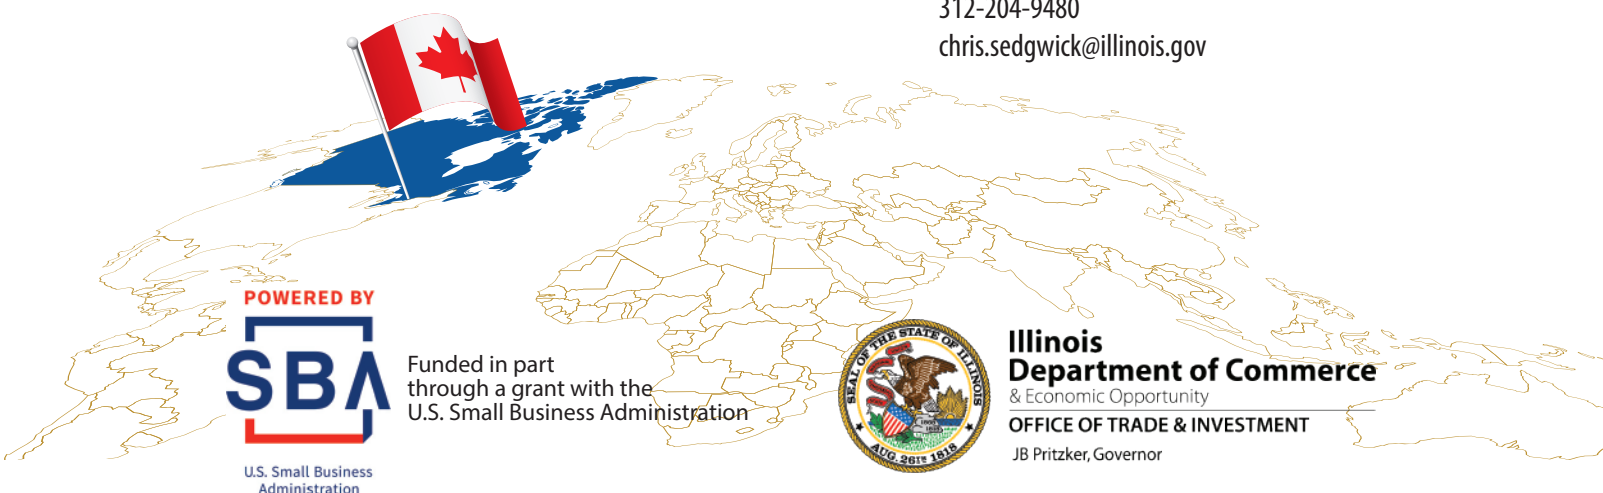 312-204-9480
chris.sedgwick@illinois.gov
POWERED BY
SBA
U.S. Small Business
Administration
Funded in part
through a grant with the
U.S. Small Business Administration
SEAL OF THE STATE OF ILLINOIS
AUG. 26TH 1818
1868
1818
Illinois
Department of Commerce
& Economic Opportunity
OFFICE OF TRADE & INVESTMENT
JB Pritzker, Governor